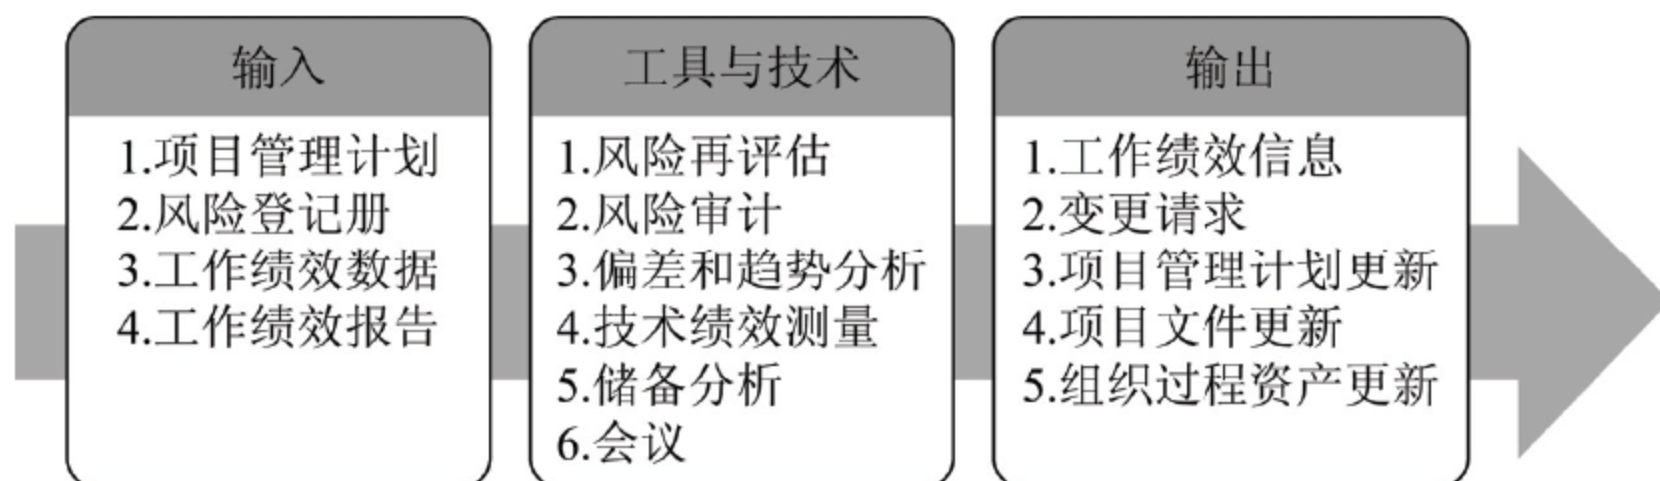 输入
1.项目管理计划
2.风险登记册
3.工作绩效数据
4.工作绩效报告
工具与技术
1.风险再评估
2.风险审计
3.偏差和趋势分析
4.技术绩效测量
5.储备分析
6.会议
输出
1.工作绩效信息
2.变更请求
3.项目管理计划更新
4.项目文件更新
5.组织过程资产更新